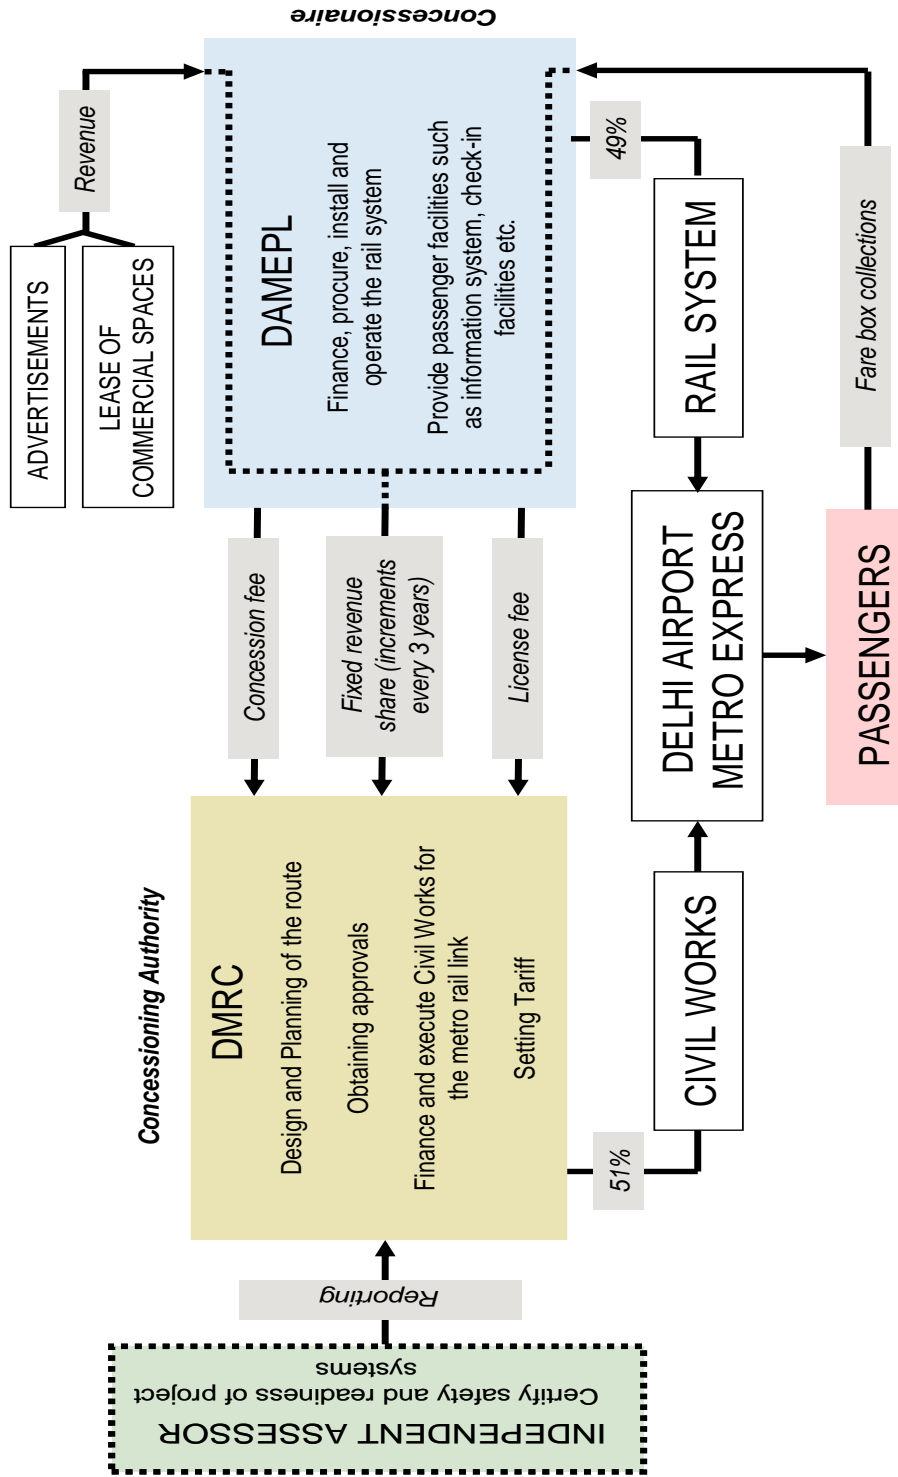 INDEPENDENT ASSESSOR
Certify safety and readiness of project
systems
Reporting
Concessioning Authority
DMRC
Design and Planning of the route
Obtaining approvals
Finance and execute Civil Works for
the metro rail link
Setting Tariff
Concession fee
Fixed revenue
share (increments
every 3 years)
License fee
ADVERTISEMENTS
LEASE OF
COMMERCIAL SPACES
Revenue
Concessionaire
DAMEPL
Finance, procure, install and
operate the rail system
Provide passenger facilities such
as information system, check-in
facilities etc.
51%
CIVIL WORKS
DELHI AIRPORT
METRO EXPRESS
49%
RAIL SYSTEM
PASSENGERS
Fare box collections